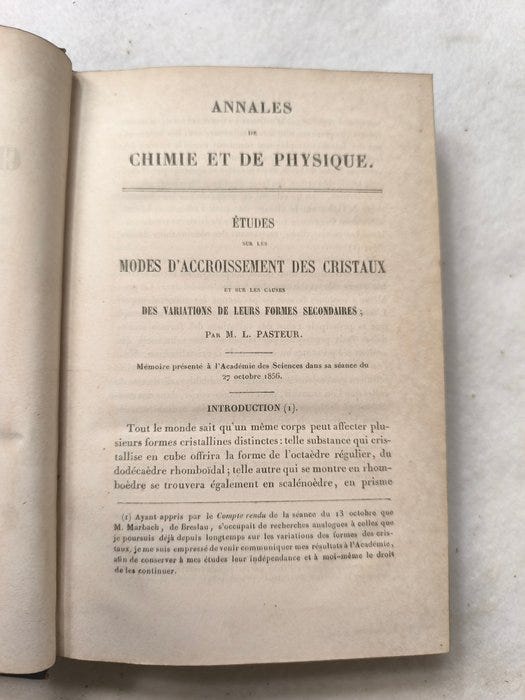 ANNALES
DE
CHIMIE ET DE PHYSIQUE.
ÉTUDES
SUR LES
MODES D'ACCROISSEMENT DES CRISTAUX
ET SUR LES CAUSES
DES VARIATIONS DE LEURS FORMES SECONDAIRES;
PAR M. L. PASTEUR.
Mémoire présenté à l'Académie des Sciences dans sa séance du
27 octobre 1856.
INTRODUCTION (1).
Tout le monde sait qu'un même corps peut affecter plu-
sieurs formes cristallines distinctes: telle substance qui cris-
tallise en cube offrira la forme de l'octaèdre régulier, du
dodécaèdre rhomboïdal; telle autre qui se montre en rhom-
boèdre se trouvera également en scalénoèdre, en prisme
(1) Ayant appris par le Compte rendu de la séance du 13 octobre que
M. Marbach, de Breslau, s'occupait de recherches analogues à celles que
je poursuis déjà depuis longtemps sur les variations des formes des cris-
taux, je me suis empressé de venir communiquer mes résultats à l'Académie,
afin de conserver à mes études leur indépendance et à moi-même le droit
de les continuer.